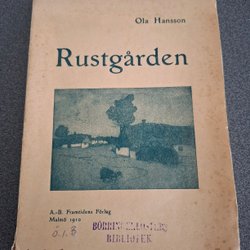 Ola Hansson
Rustgården
A.-B. Framtidens Förlag
Malmö 1910
BIBLIOTEK